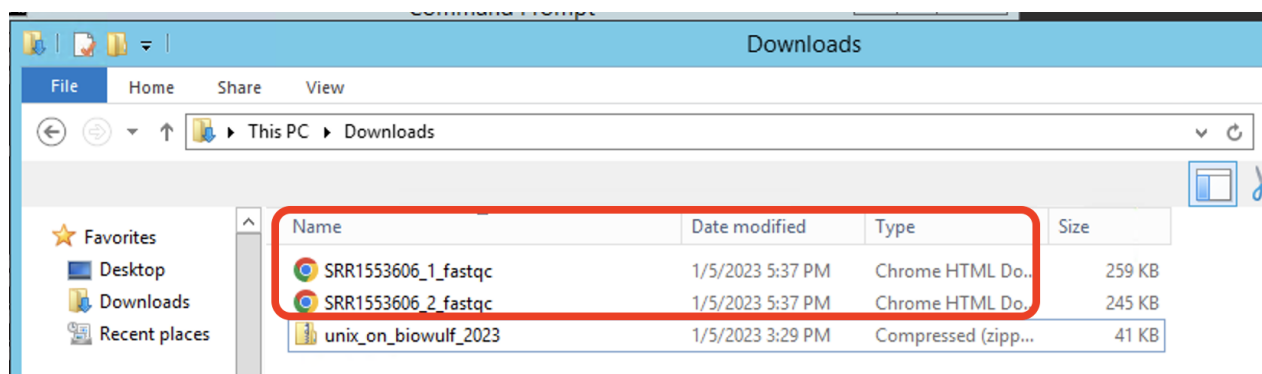 Command Prompt
Downloads
File Home Share View
This PC Downloads
Name Date modified Type Size
Favorites
Desktop SRR1553606_1_fastqc 1/5/2023 5:37 PM Chrome HTML Do... 259 KB
Downloads SRR1553606_2_fastqc 1/5/2023 5:37 PM Chrome HTML Do... 245 KB
Recent places unix_on_biowulf_2023 1/5/2023 3:29 PM Compressed (zipp... 41 KB